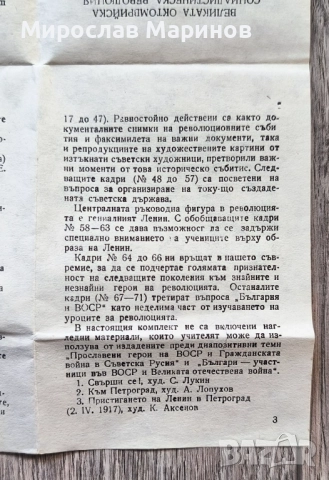 Мирослав Маринов
ВЕЛИКАТА ОКТОМВРИЙСКА
СОЦИАЛИСТИЧЕСКА РЕВОЛЮЦИЯ
17 до 47). Равностойно действени са както до-
кументалните снимки на революционните съби-
тия и факсимилета на важни документи, така
и репродукциите на художествените картини от
изтъкнати съветски художници, претворили важ-
ни моменти от това историческо събитие. След-
ващите кадри (№ 48 до 57) са посветени на
въпроса за организиране на току-що създаде-
ната съветска държава.
Централната ръководна фигура в революция-
та е гениалният Ленин. С обобщаващите кадри
№ 58—63 се дава възможност да се задържи
специално вниманието на учениците върху об-
раза на Ленин.
Кадри № 64 до 66 ни връщат в нашето съв-
ремие, за да се подчертае голямата признател-
ност на следващите поколения към знайните и
незнайни герои на революцията. Останалите
кадри (№ 67—71) третират въпроса „България
и ВОСР“ като неделима част от изучаването на
уроците за революцията.
В настоящия комплект не са включени наг-
ледни материали, които учителят може да из-
ползува от издадените преди диапозитивни теми
„Прославени герои на ВОСР и Гражданската
война в Съветска Русия“ и „Българи — участ-
ници във ВОСР и Великата отечествена война“.
1. Свърши се!, худ. С. Лукин
2. Към Петроград, худ. А. Лопухов
3. Пристигането на Ленин в Петроград
(2. IV. 1917), худ. К. Аксенов
3
Bazar.bg